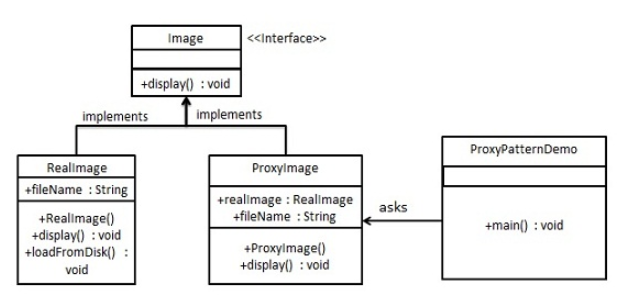 Image
<<Interface>>
+display() : void
implements
implements
RealImage
+fileName : String
+RealImage()
+display() : void
+loadFromDisk() :
void
ProxyImage
+realImage : RealImage
+fileName : String
+ProxyImage()
+display() : void
asks
ProxyPatternDemo
+main() : void